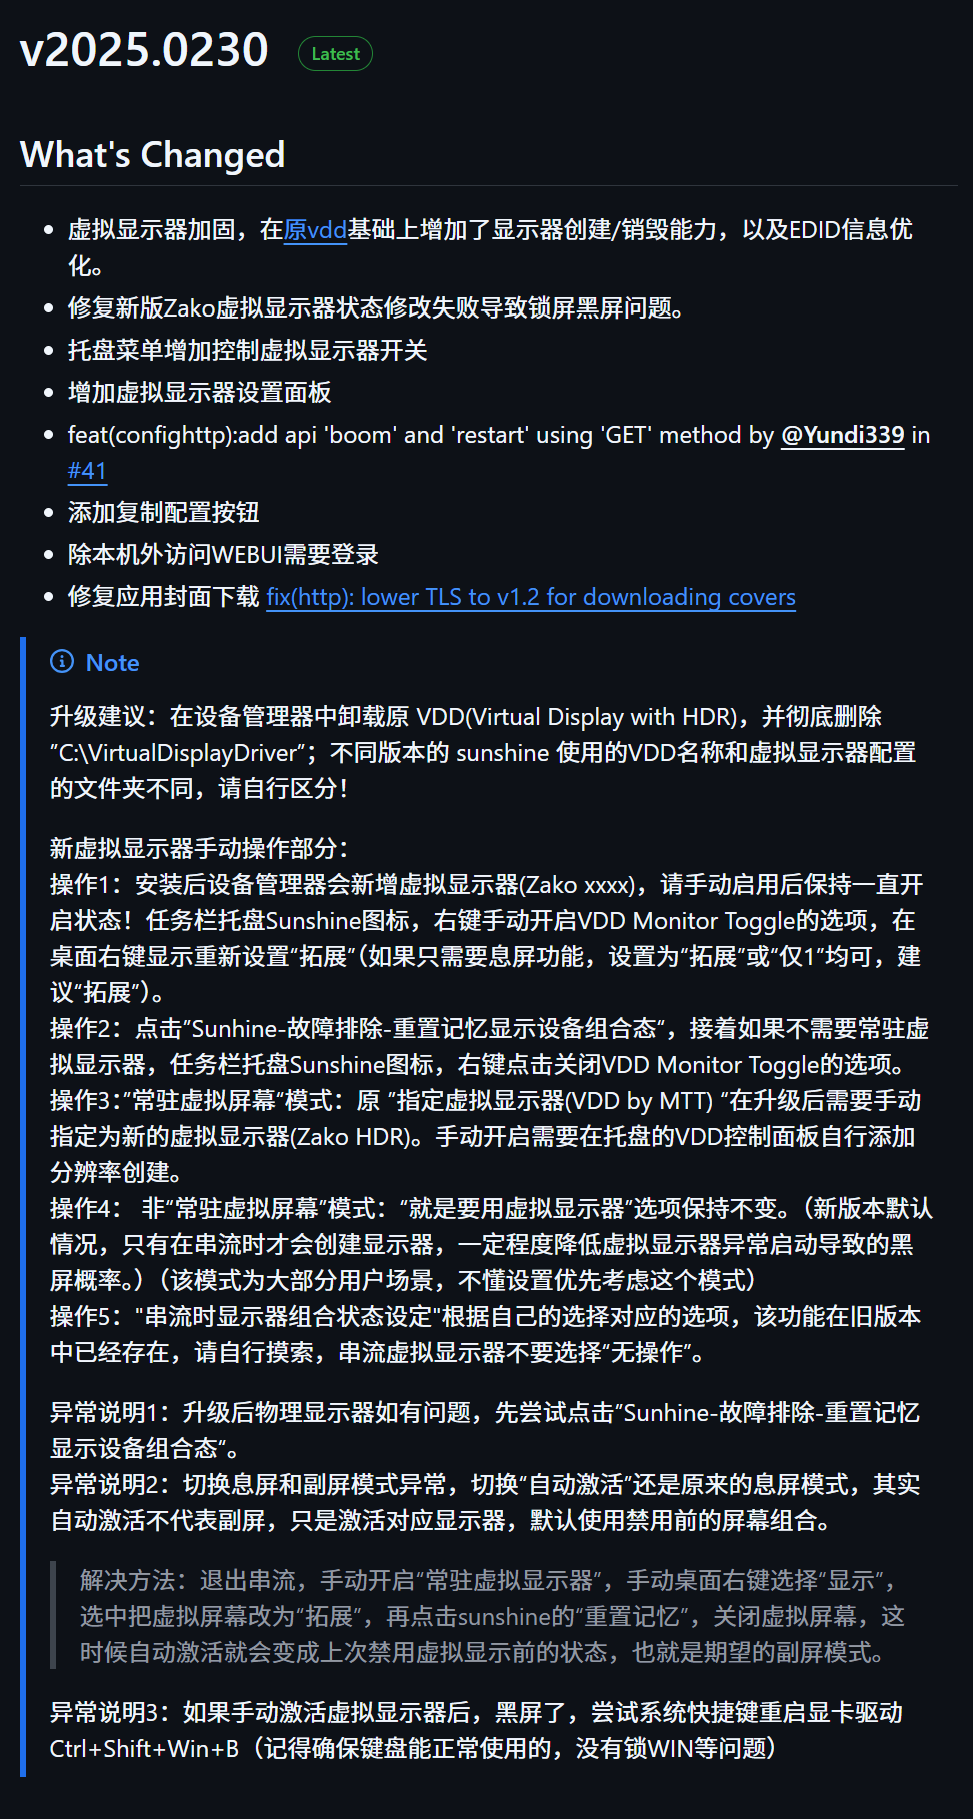 v2025.0230 Latest
What's Changed
虚拟显示器加固，在原vdd基础上增加了显示器创建/销毁能力，以及EDID信息优
化。
修复新版Zako虚拟显示器状态修改失败导致锁屏黑屏问题。
托盘菜单增加控制虚拟显示器开关
增加虚拟显示器设置面板
feat(confighttp):add api 'boom' and 'restart' using 'GET' method by @Yundi339 in
#41
添加复制配置按钮
除本机外访问WEBUI需要登录
修复应用封面下载 fix(http): lower TLS to v1.2 for downloading covers
Note
升级建议：在设备管理器中卸载原 VDD(Virtual Display with HDR)，并彻底删除
”C:\VirtualDisplayDriver”；不同版本的 sunshine 使用的VDD名称和虚拟显示器配置
的文件夹不同，请自行区分！
新虚拟显示器手动操作部分：
操作1：安装后设备管理器会新增虚拟显示器(Zako xxxx)，请手动启用后保持一直开
启状态！任务栏托盘Sunshine图标，右键手动开启VDD Monitor Toggle的选项，在
桌面右键显示重新设置“拓展”（如果只需要息屏功能，设置为“拓展”或“仅1”均可，建
议“拓展”）。
操作2：点击”Sunhine-故障排除-重置记忆显示设备组合态“，接着如果不需要常驻虚
拟显示器，任务栏托盘Sunshine图标，右键点击关闭VDD Monitor Toggle的选项。
操作3：”常驻虚拟屏幕“模式：原 ”指定虚拟显示器(VDD by MTT) “在升级后需要手动
指定为新的虚拟显示器(Zako HDR)。手动开启需要在托盘的VDD控制面板自行添加
分辨率创建。
操作4： 非“常驻虚拟屏幕”模式：“就是要用虚拟显示器”选项保持不变。（新版本默认
情况，只有在串流时才会创建显示器，一定程度降低虚拟显示器异常启动导致的黑
屏概率。）（该模式为大部分用户场景，不懂设置优先考虑这个模式）
操作5："串流时显示器组合状态设定"根据自己的选择对应的选项，该功能在旧版本
中已经存在，请自行摸索，串流虚拟显示器不要选择“无操作”。
异常说明1：升级后物理显示器如有问题，先尝试点击”Sunhine-故障排除-重置记忆
显示设备组合态“。
异常说明2：切换息屏和副屏模式异常，切换“自动激活”还是原来的息屏模式，其实
自动激活不代表副屏，只是激活对应显示器，默认使用禁用前的屏幕组合。
解决方法：退出串流，手动开启“常驻虚拟显示器”，手动桌面右键选择“显示”，
选中把虚拟屏幕改为“拓展”，再点击sunshine的“重置记忆”，关闭虚拟屏幕，这
时候自动激活就会变成上次禁用虚拟显示前的状态，也就是期望的副屏模式。
异常说明3：如果手动激活虚拟显示器后，黑屏了，尝试系统快捷键重启显卡驱动
Ctrl+Shift+Win+B（记得确保键盘能正常使用的，没有锁WIN等问题）